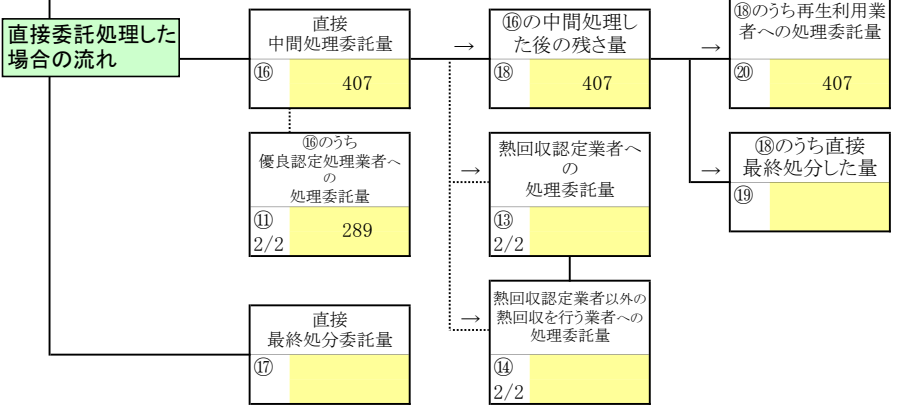 直接委託処理した
場合の流れ
直接
中間処理委託量
⑯
407
→
⑯の中間処理し
た後の残さ量
⑱
407
→
⑱のうち再生利用業
者への処理委託量
⑳
407
⑯のうち
優良認定処理業者へ
の
処理委託量
⑪
2/2
289
→
熱回収認定業者へ
の
処理委託量
⑬
2/2
→
⑱のうち直接
最終処分した量
⑲
直接
最終処分委託量
⑰
→
熱回収認定業者以外の
熱回収を行う業者への
処理委託量
⑭
2/2